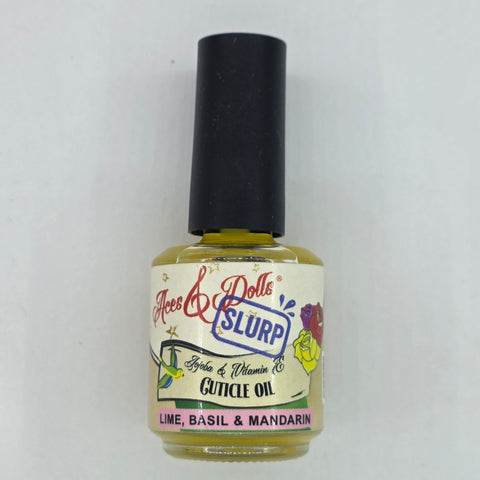 Aces & Dolls®
SLURP
Jojoba & Vitamin E
CUTICLE OIL
LIME, BASIL & MANDARIN